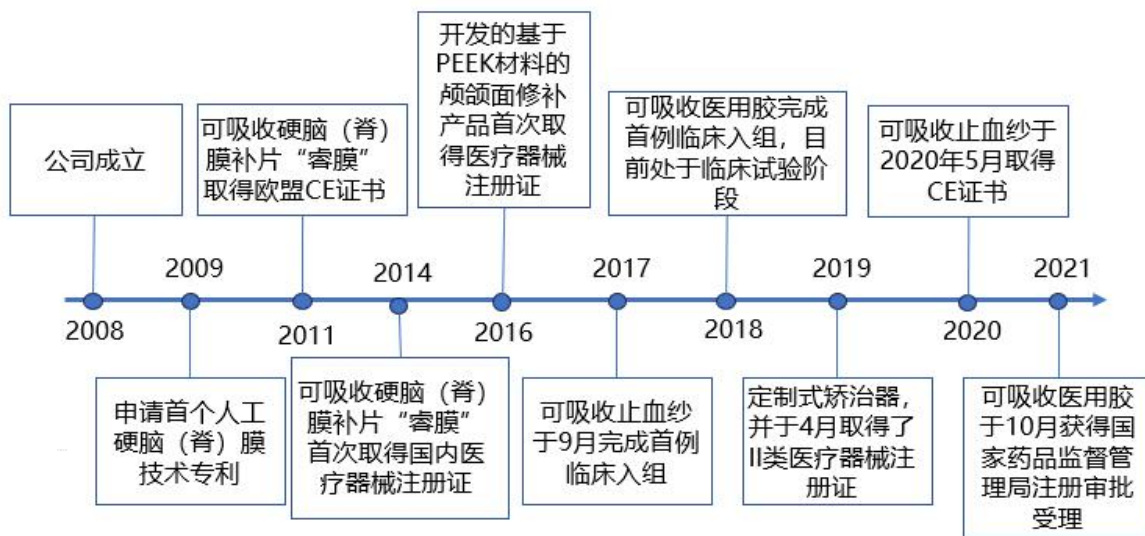 公司成立
可吸收硬脑（脊）
膜补片“睿膜”
取得欧盟CE证书
开发的基于
PEEK材料的
颅颌面修补
产品首次取
得医疗器械
注册证
可吸收医用胶完成
首例临床入组，目
前处于临床试验阶
段
可吸收止血纱于
2020年5月取得
CE证书
2008
2009
2011
2014
2016
2017
2018
2019
2020
2021
申请首个人工
硬脑（脊）膜
技术专利
可吸收硬脑（脊）
膜补片“睿膜”
首次取得国内医
疗器械注册证
可吸收止血纱
于9月完成首例
临床入组
定制式矫治器，
并于4月取得了
II类医疗器械注
册证
可吸收医用胶
于10月获得国
家药品监督管
理局注册审批
受理